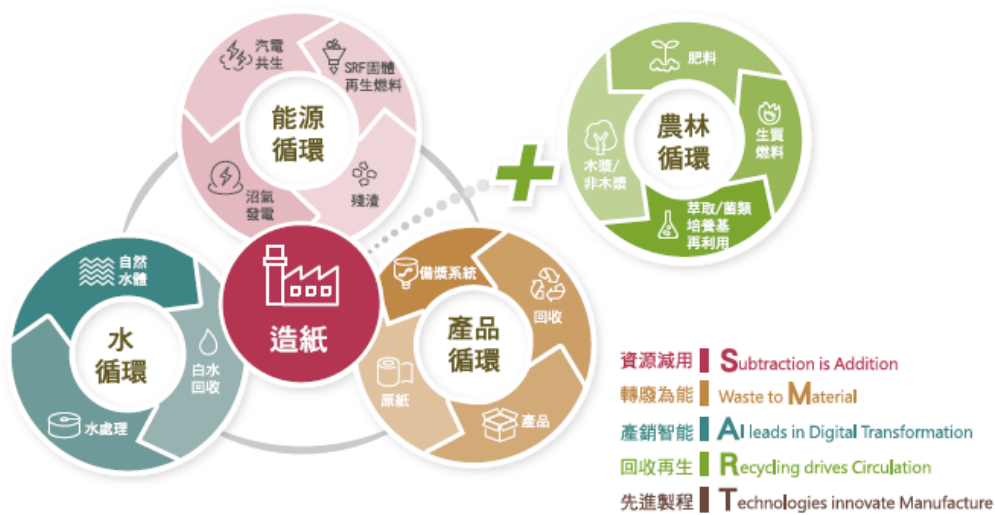 汽電
共生
SRF固體
再生燃料
能源
循環
沼氣
發電
殘渣
肥料
生質
燃料
農林
循環
木漿/
非木漿
萃取/菌類
培養基
再利用
自然
水體
水
循環
白水
回收
水處理
造紙
備漿系統
回收
產品
循環
原紙
產品
資源減用 Subtraction is Addition
轉廢為能 Waste to Material
產銷智能 AI leads in Digital Transformation
回收再生 Recycling drives Circulation
先進製程 Technologies innovate Manufacture